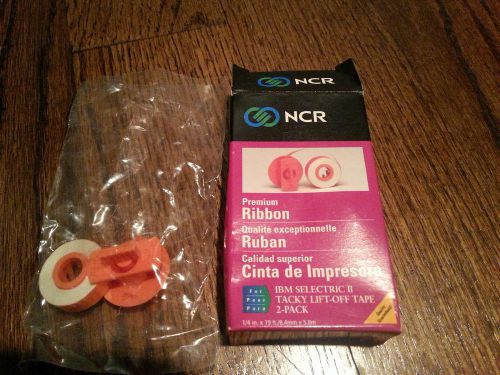 NCR
NCR
Premium
Ribbon
Qualité exceptionnelle
Ruban
Calidad superior
Cinta de Impresora
For
Pour
Para
IBM SELECTRIC II
TACKY LIFT-OFF TAPE
2-PACK
1/4 in. x 19 ft./6.4mm x 5.8m